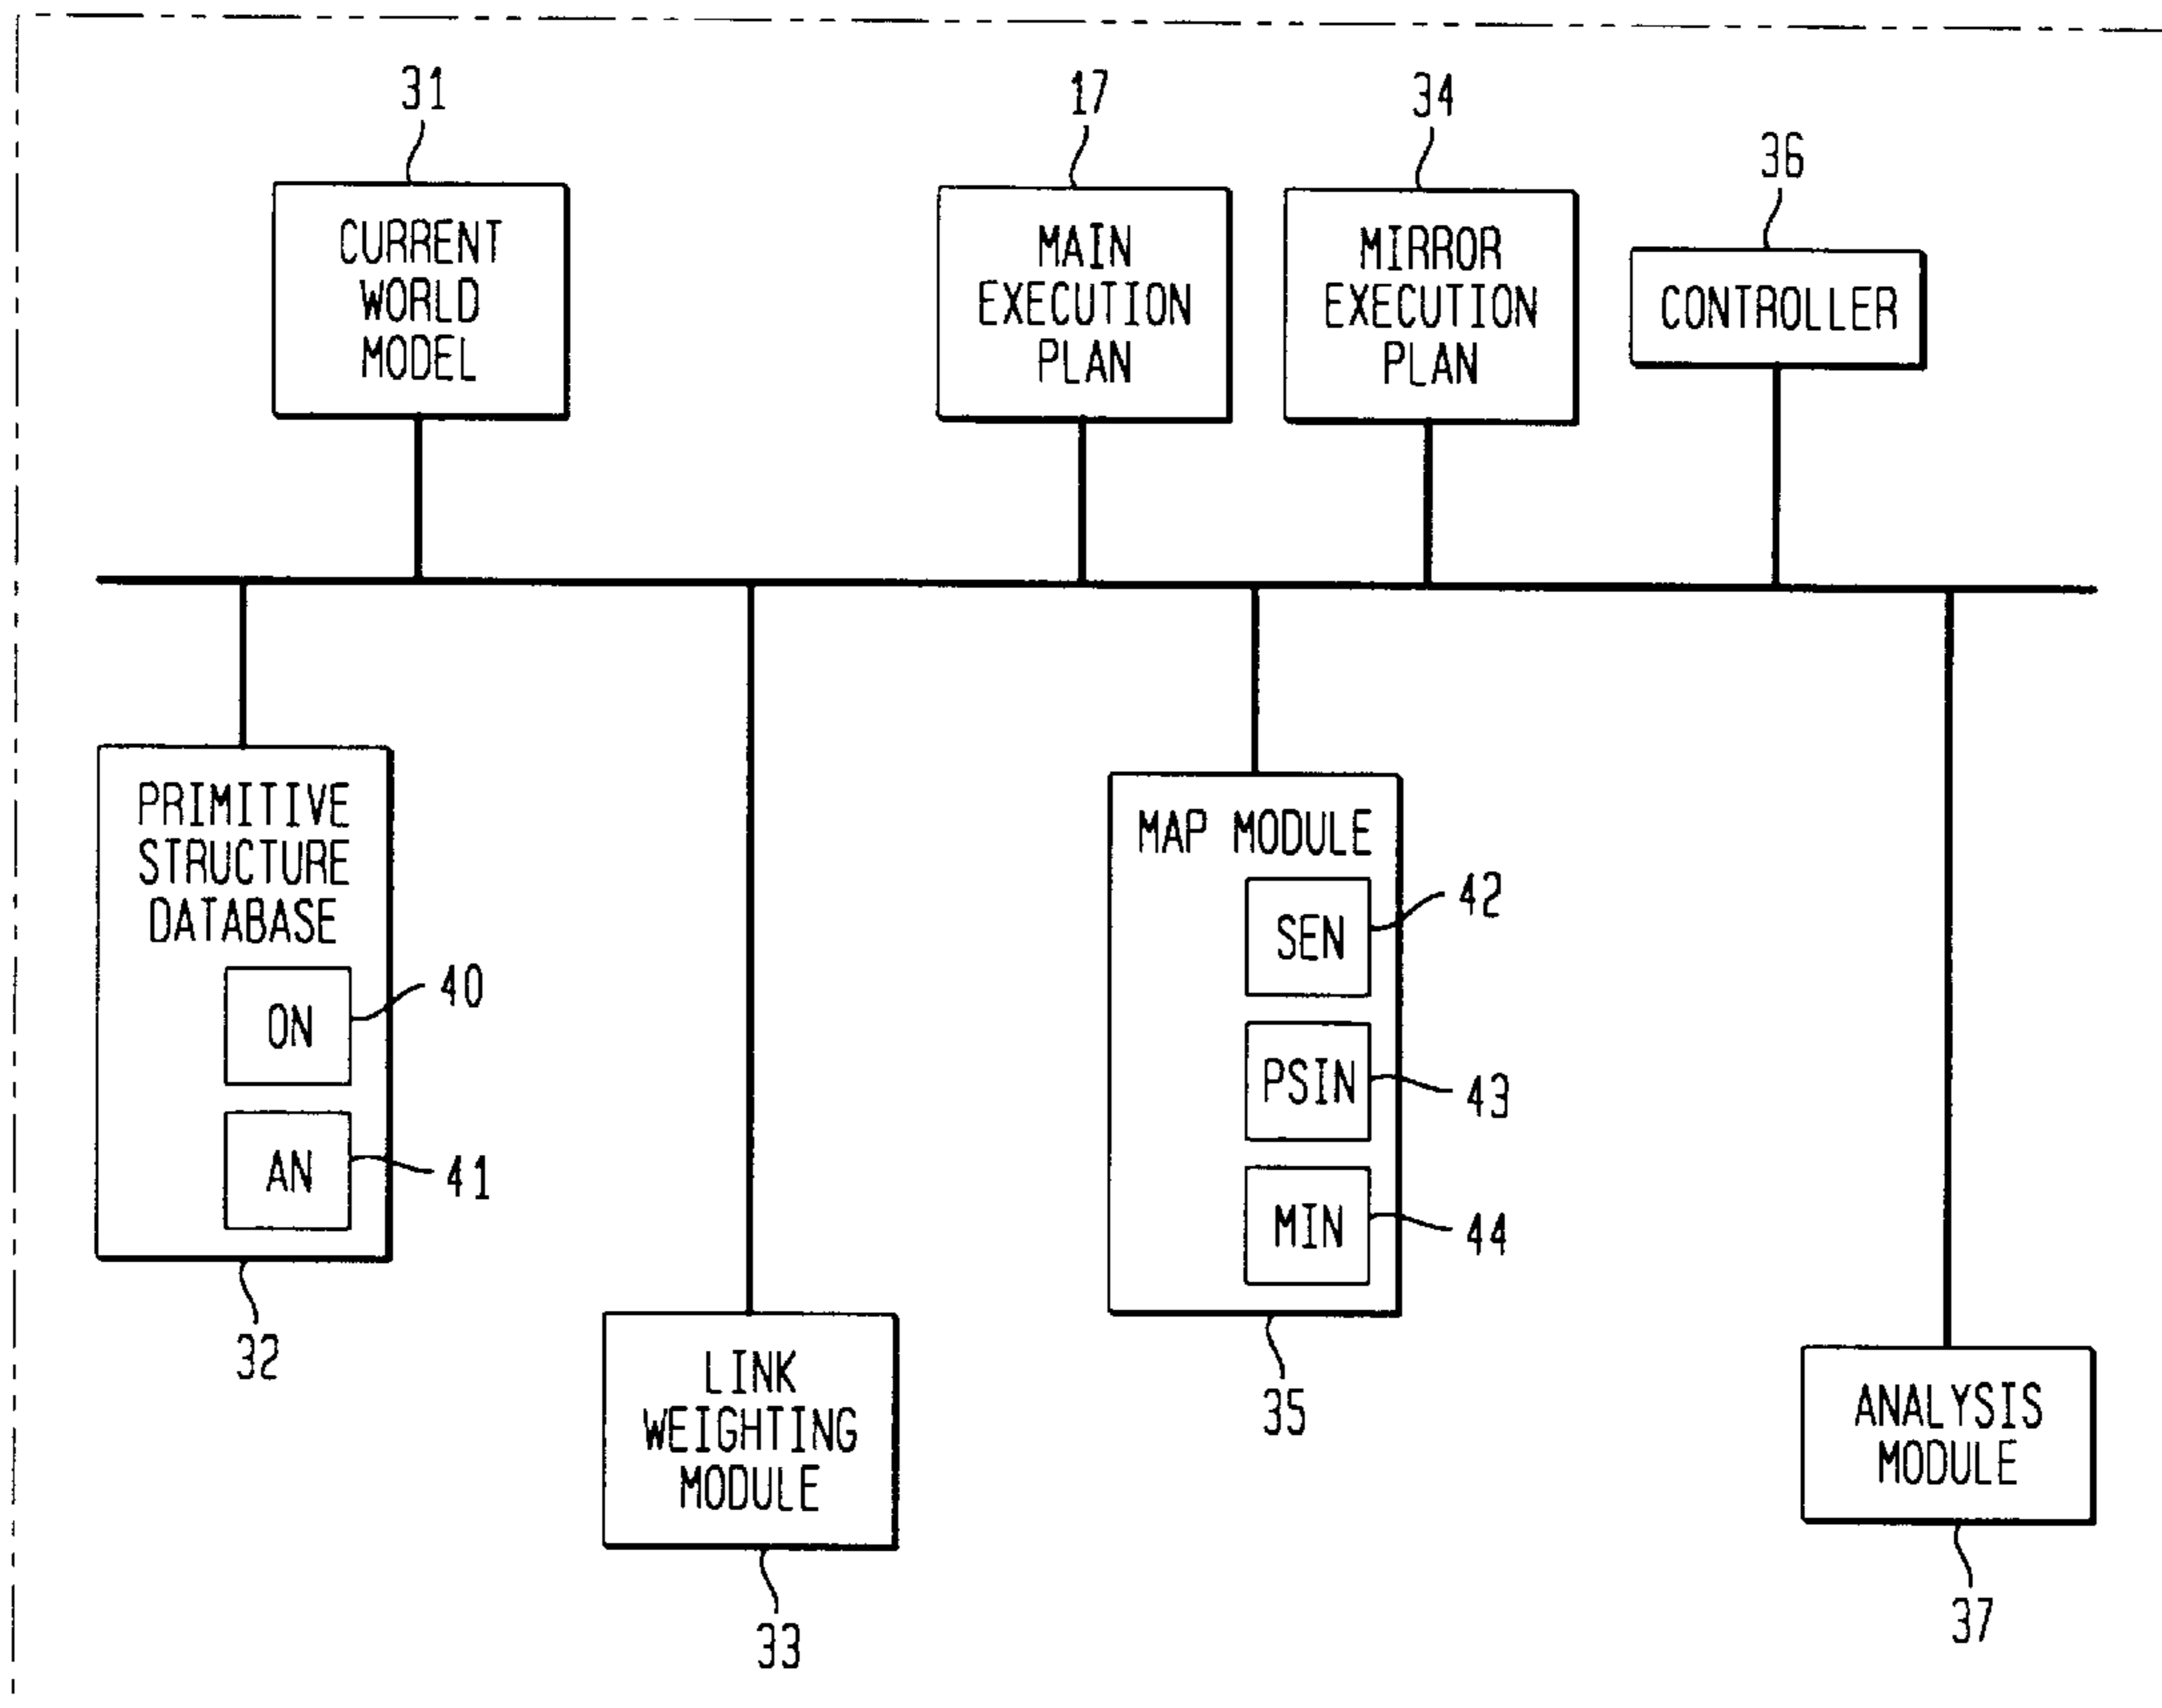 31
17
34
36
CURRENT
WORLD
MODEL
MAIN
EXECUTION
PLAN
MIRROR
EXECUTION
PLAN
CONTROLLER
PRIMITIVE
STRUCTURE
DATABASE
ON
40
AN
41
32
MAP MODULE
SEN
42
PSIN
43
MIN
44
35
LINK
WEIGHTING
MODULE
33
ANALYSIS
MODULE
37